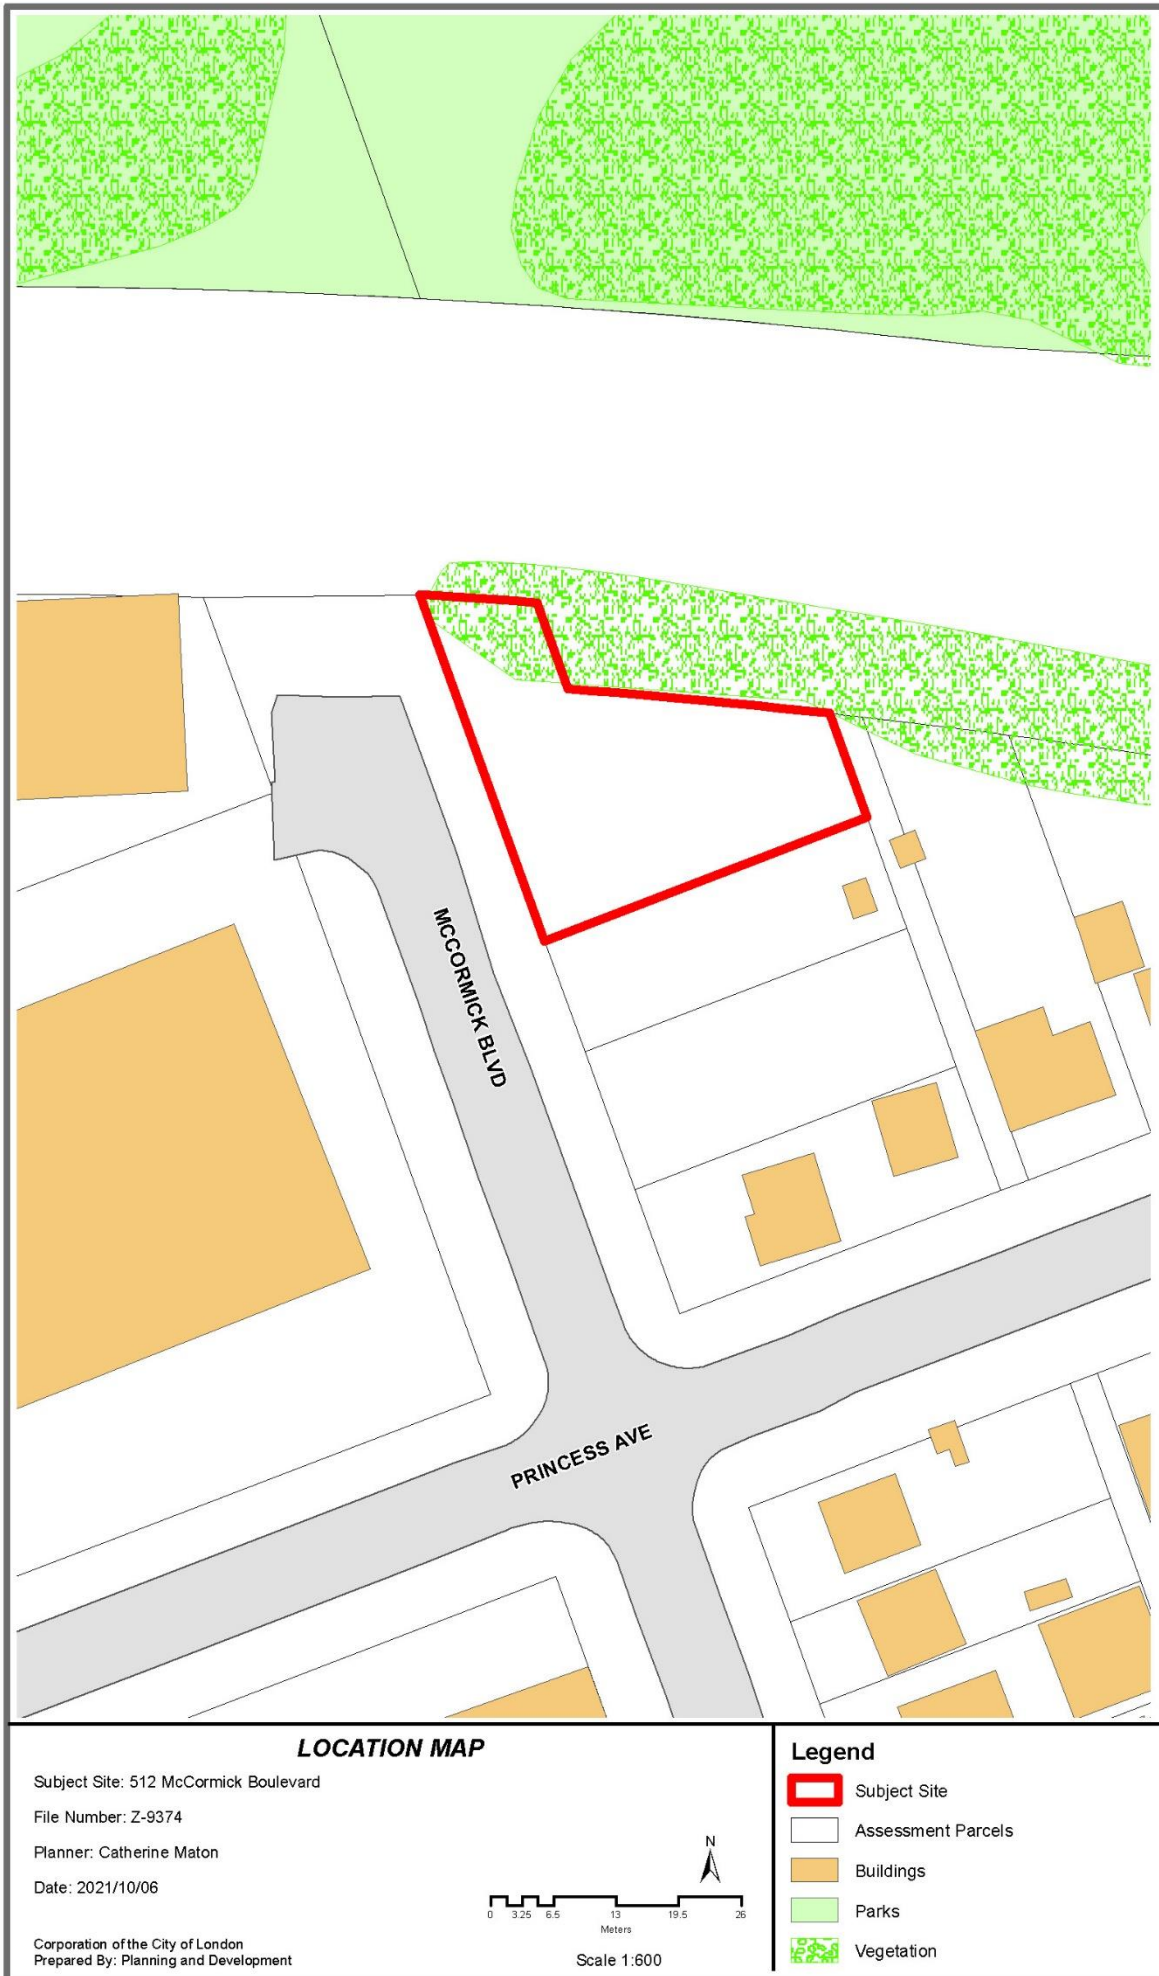 MCCORMICK BLVD
PRINCESS AVE
LOCATION MAP
Subject Site: 512 McCormick Boulevard
File Number: Z-9374
Planner: Catherine Maton
Date: 2021/10/06
Corporation of the City of London
Prepared By: Planning and Development
N
0 3.25 6.5 13 19.5 26
Meters
Scale 1:600
Legend
Subject Site
Assessment Parcels
Buildings
Parks
Vegetation